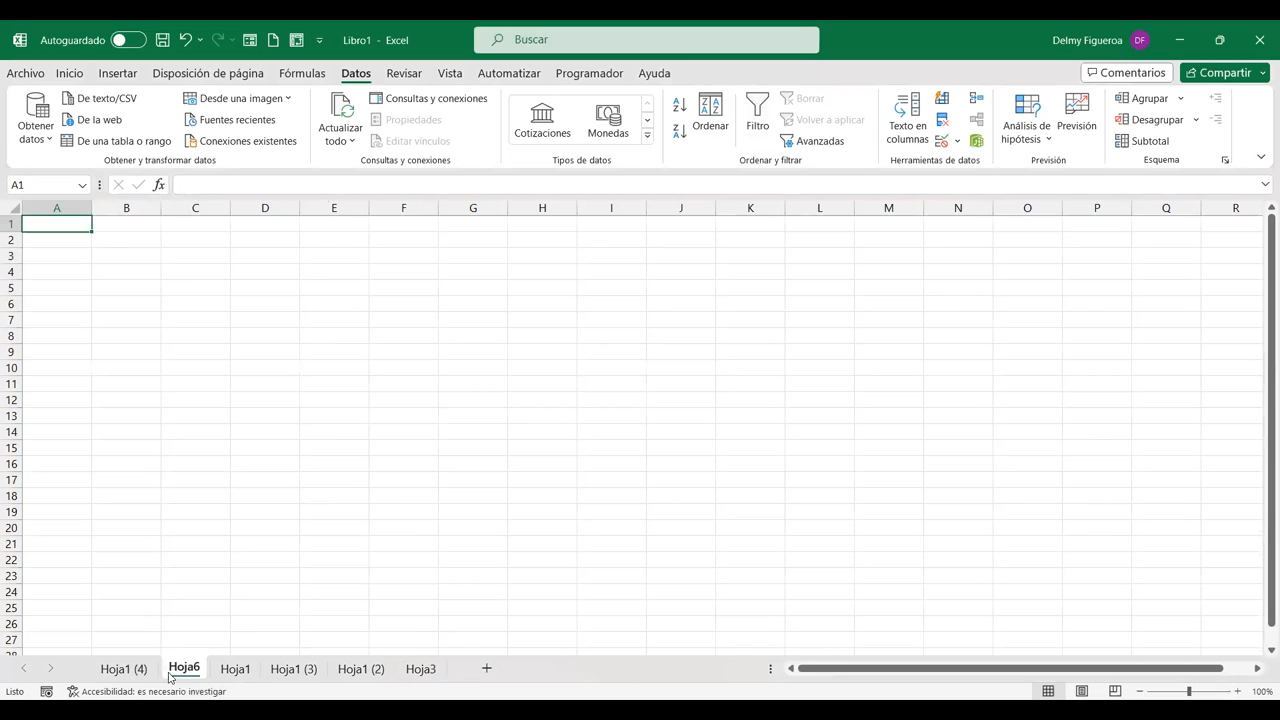 Autoguardado Libro1 - Excel Buscar Delmy Figueroa DF
Archivo Inicio Insertar Disposición de página Fórmulas Datos Revisar Vista Automatizar Programador Ayuda Comentarios Compartir
Obtener datos
De texto/CSV
De la web
De una tabla o rango
Desde una imagen
Fuentes recientes
Conexiones existentes
Obtener y transformar datos
Actualizar todo
Consultas y conexiones
Propiedades
Editar vínculos
Consultas y conexiones
Cotizaciones
Monedas
Tipos de datos
Ordenar
Filtro
Borrar
Volver a aplicar
Avanzadas
Ordenar y filtrar
Texto en columnas
Herramientas de datos
Análisis de hipótesis
Previsión
Previsión
Agrupar
Desagrupar
Subtotal
Esquema
A1 fx
A B C D E F G H I J K L M N O P Q R
1
2
3
4
5
6
7
8
9
10
11
12
13
14
15
16
17
18
19
20
21
22
23
24
25
26
27
28
Hoja1 (4) Hoja6 Hoja1 Hoja1 (3) Hoja1 (2) Hoja3
Listo Accesibilidad: es necesario investigar 100%